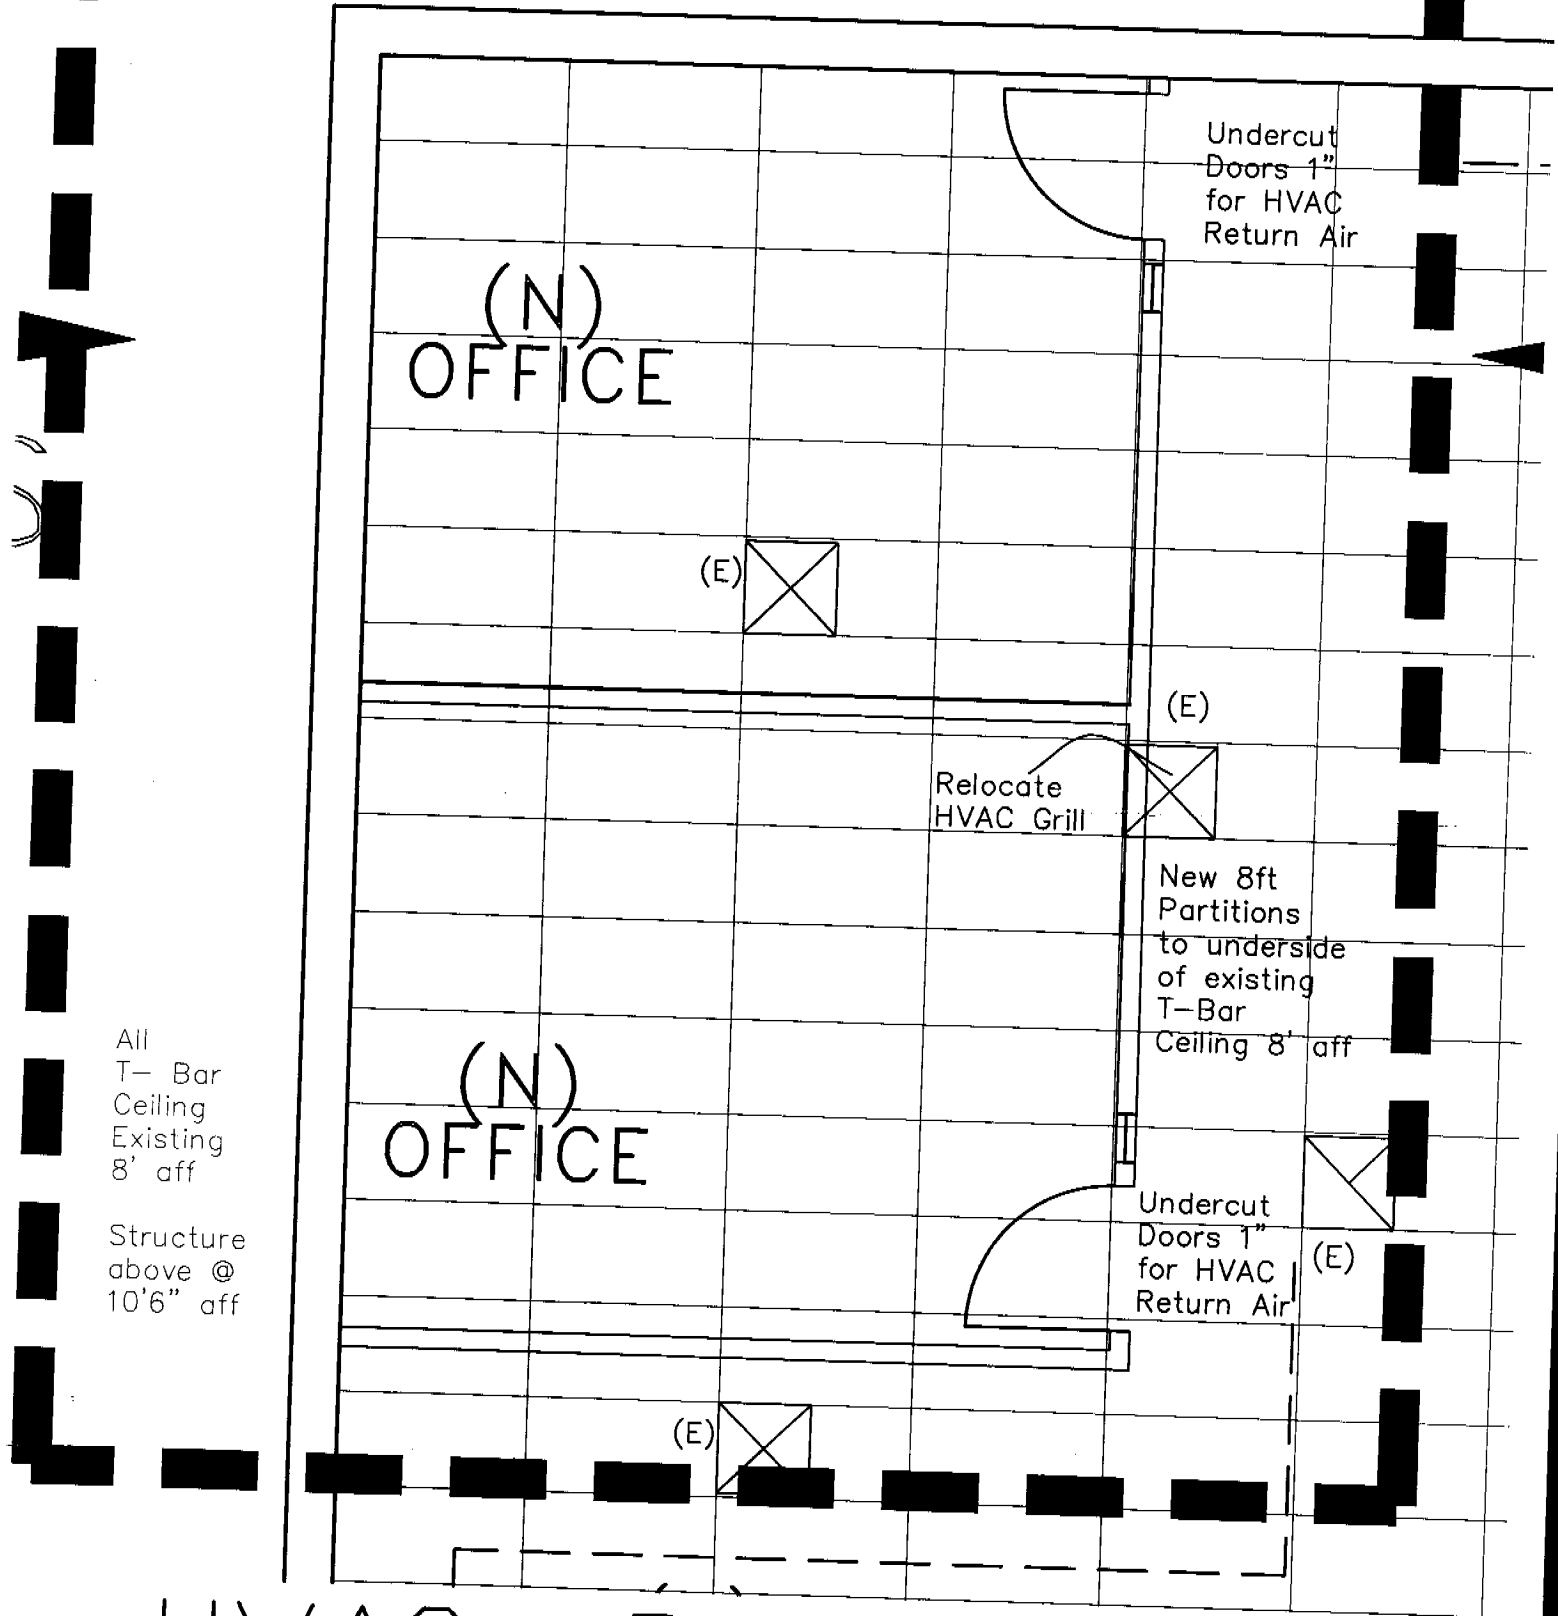 Undercut
Doors 1"
for HVAC
Return Air
(N)
OFFICE
(E)
(E)
Relocate
HVAC Grill
New 8ft
Partitions
to underside
of existing
T-Bar
Ceiling 8' aff
All
T- Bar
Ceiling
Existing
8' aff
Structure
above @
10'6" aff
(N)
OFFICE
Undercut
Doors 1"
for HVAC
Return Air
(E)
(E)